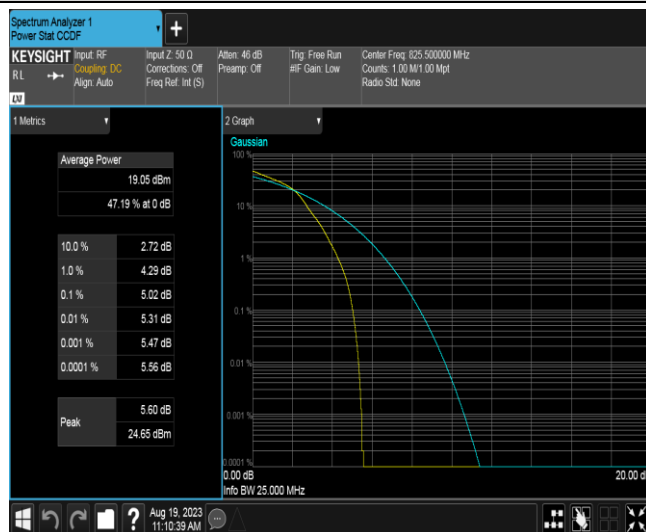 Spectrum Analyzer 1
Power Stat CCDF
KEYSIGHT
RL
LXI
Input: RF
Coupling: DC
Align: Auto
Input Z: 50 Ω
Corrections: Off
Freq Ref: Int (S)
Atten: 46 dB
Preamp: Off
Trig: Free Run
#IF Gain: Low
Center Freq: 825.500000 MHz
Counts: 1.00 M/1.00 Mpt
Radio Std: None
1 Metrics
Average Power
19.05 dBm
47.19 % at 0 dB
10.0 % 2.72 dB
1.0 % 4.29 dB
0.1 % 5.02 dB
0.01 % 5.31 dB
0.001 % 5.47 dB
0.0001 % 5.56 dB
Peak
5.60 dB
24.65 dBm
2 Graph
Gaussian
100 %
10 %
1 %
0.1 %
0.01 %
0.001 %
0.0001 %
0.00 dB
20.00 d
Info BW 25.000 MHz
Aug 19, 2023
11:10:39 AM